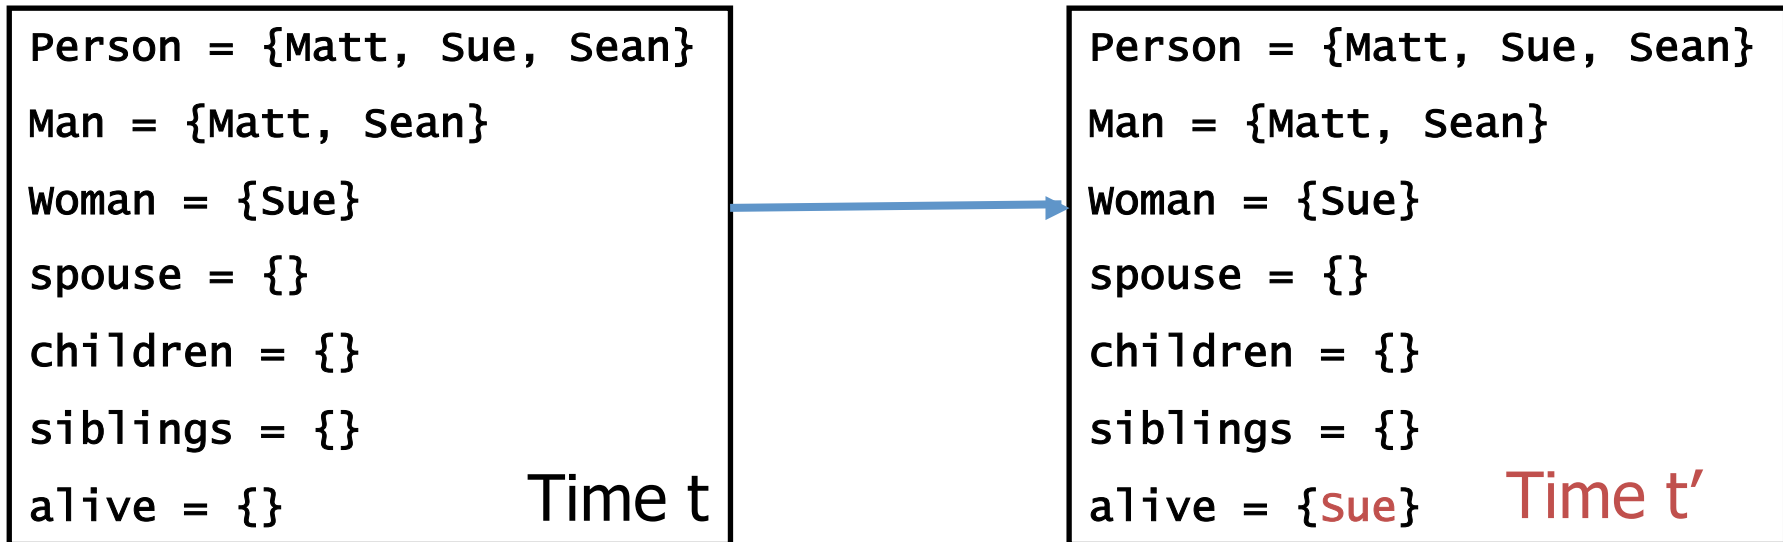 Person = {Matt, Sue, Sean}
Man = {Matt, Sean}
Woman = {Sue}
spouse = {}
children = {}
siblings = {}
alive = {}
Time t
Person = {Matt, Sue, Sean}
Man = {Matt, Sean}
Woman = {Sue}
spouse = {}
children = {}
siblings = {}
alive = {Sue}
Time t’